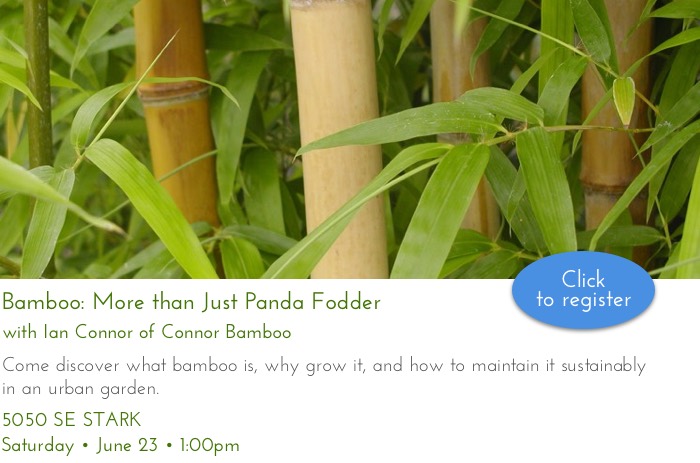 Click
to register
Bamboo: More than Just Panda Fodder
with Ian Connor of Connor Bamboo
Come discover what bamboo is, why grow it, and how to maintain it sustainably
in an urban garden.
5050 SE STARK
Saturday • June 23 • 1:00pm